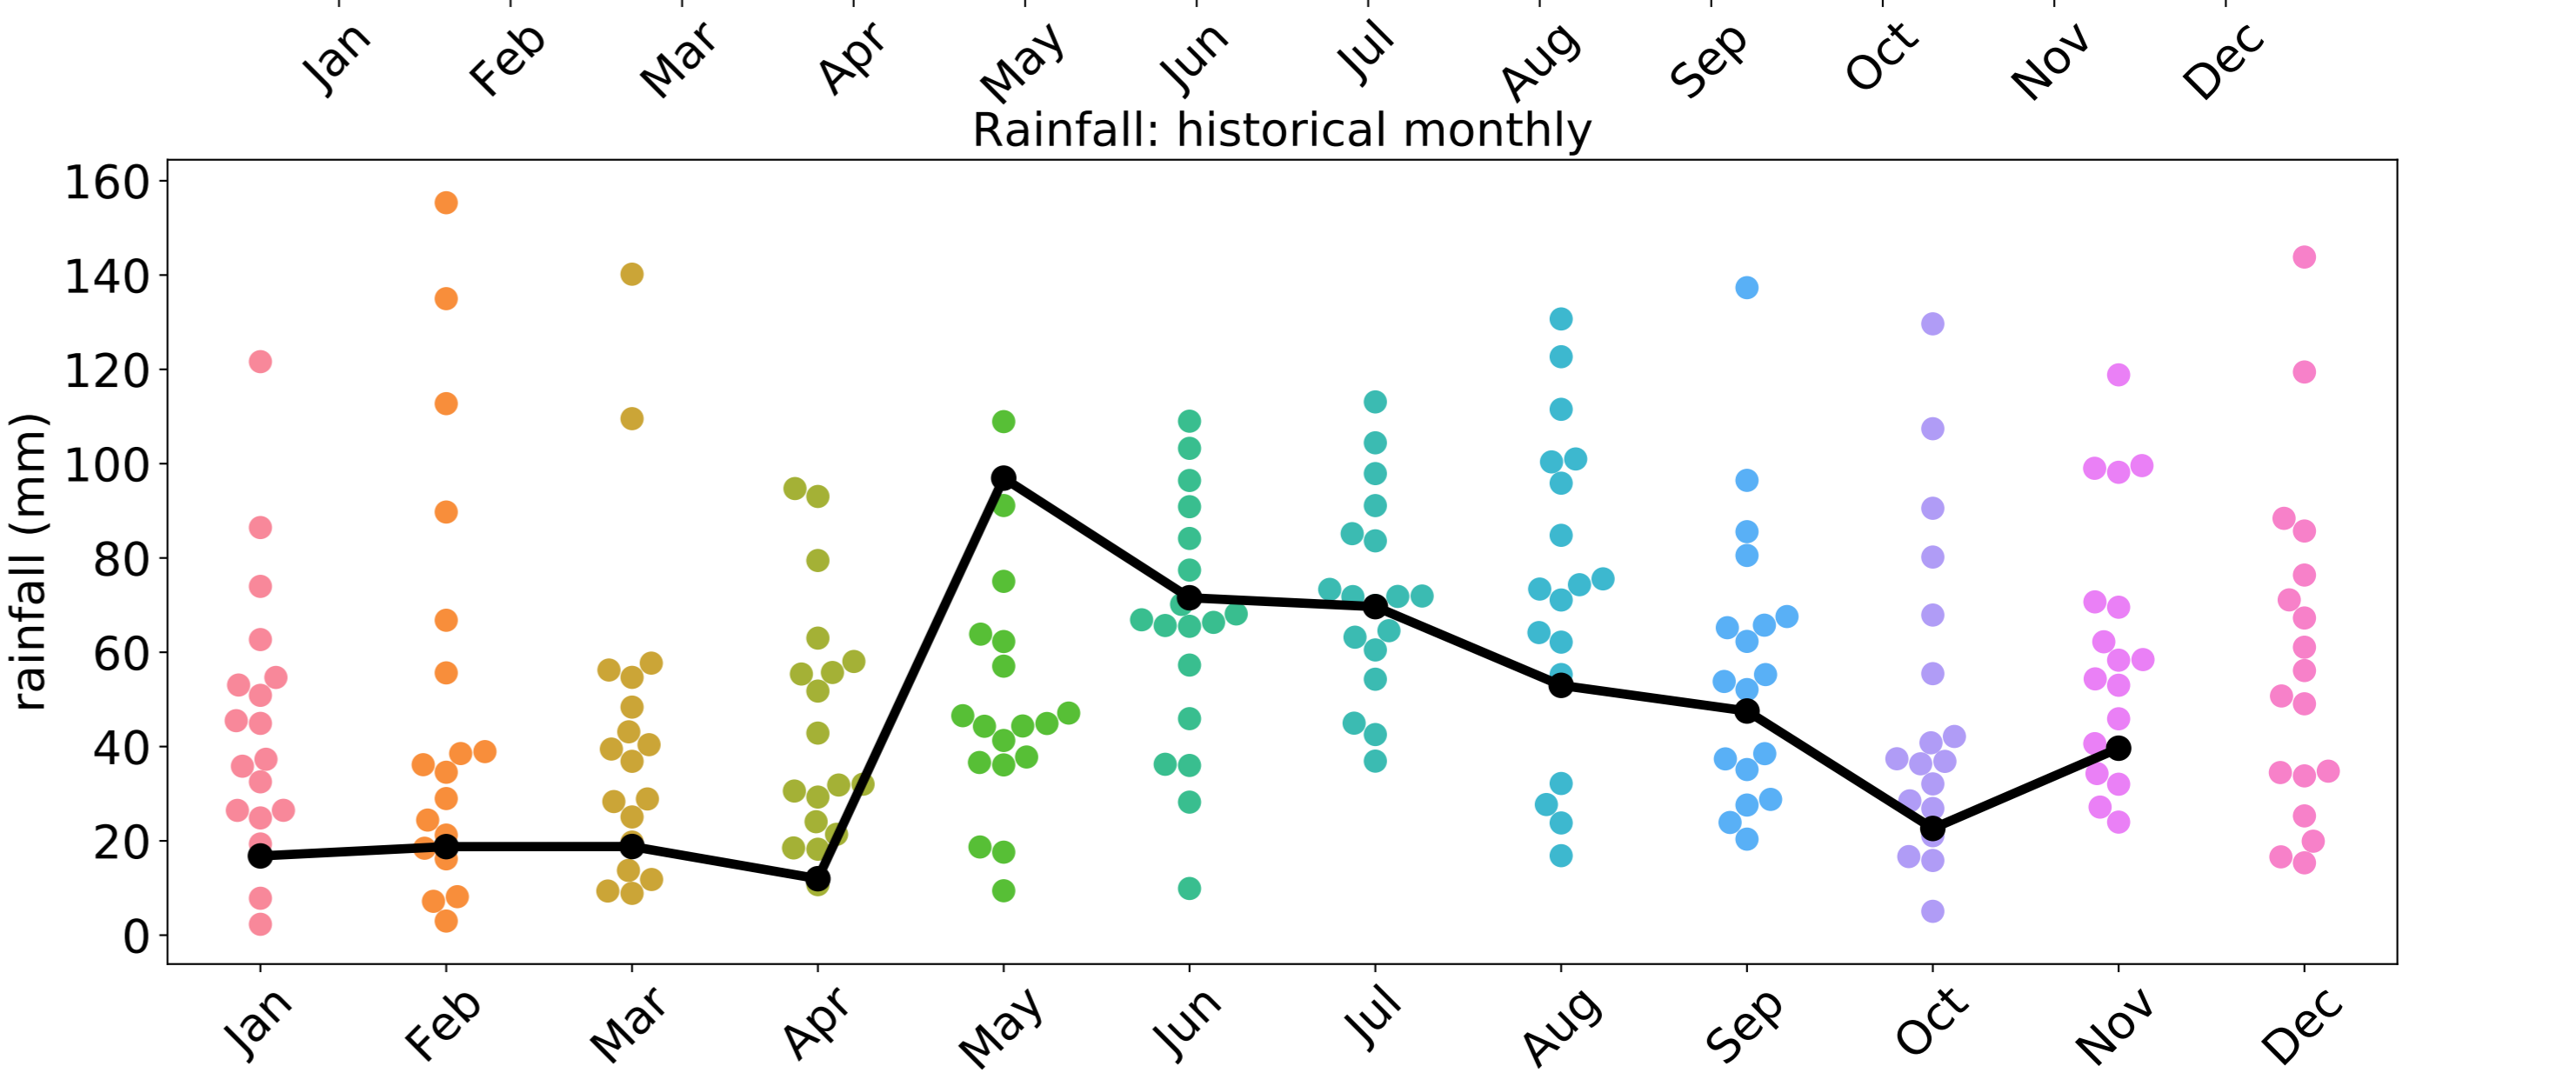 Jan Feb Mar Apr May Jun Jul Aug Sep Oct Nov Dec
Rainfall: historical monthly
rainfall (mm)
160
140
120
100
80
60
40
20
0
Jan Feb Mar Apr May Jun Jul Aug Sep Oct Nov Dec